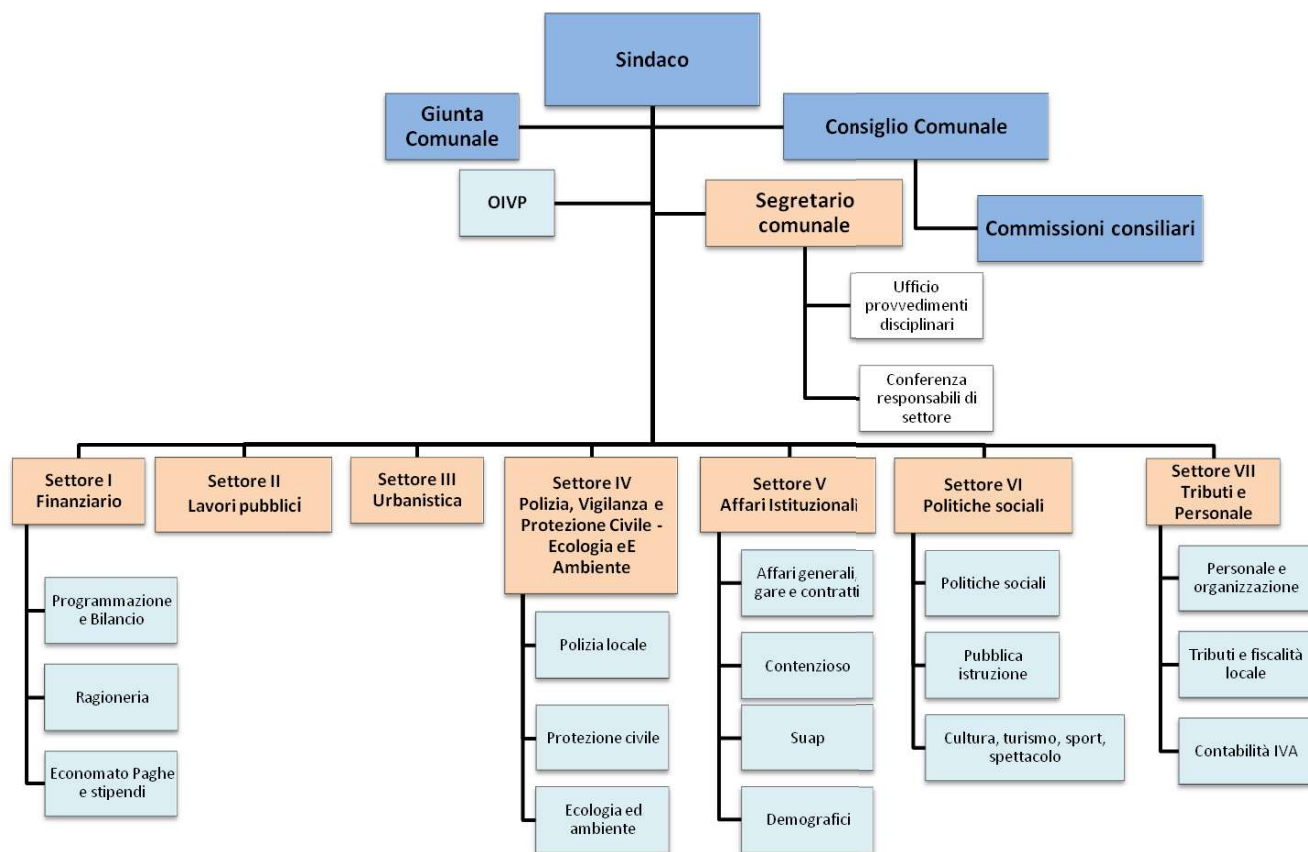 Sindaco
Giunta
Comunale
Consiglio Comunale
OIVP
Segretario
comunale
Commissioni consiliari
Ufficio
provvedimenti
disciplinari
Conferenza
responsabili di
settore
Settore I
Finanziario
Programmazione
e Bilancio
Ragioneria
Economato Paghe
e stipendi
Settore II
Lavori pubblici
Settore III
Urbanistica
Settore IV
Polizia, Vigilanza e
Protezione Civile -
Ecologia eE
Ambiente
Polizia locale
Protezione civile
Ecologia ed
ambiente
Settore V
Affari Istituzionali
Affari generali,
gare e contratti
Contenzioso
Suap
Demografici
Settore VI
Politiche sociali
Politiche sociali
Pubblica
istruzione
Cultura, turismo, sport,
spettacolo
Settore VII
Tributi e
Personale
Personale e
organizzazione
Tributi e fiscalità
locale
Contabilità IVA